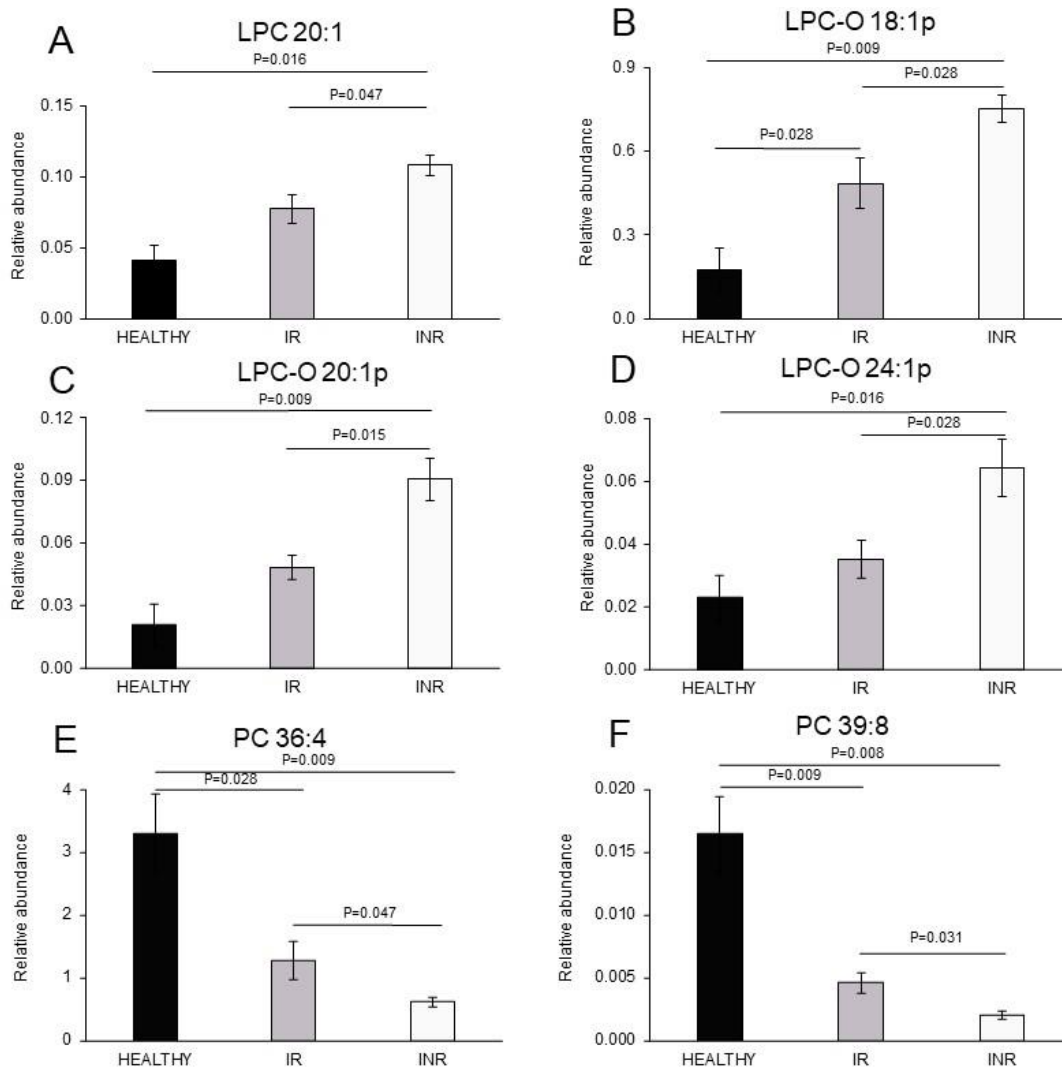 A
LPC 20:1
P=0.016
P=0.047
0.15
0.10
0.05
0.00
Relative abundance
HEALTHY IR INR
B
LPC-O 18:1p
P=0.009
P=0.028
P=0.028
0.9
0.6
0.3
0.0
Relative abundance
HEALTHY IR INR
C
LPC-O 20:1p
P=0.009
P=0.015
0.12
0.09
0.06
0.03
0.00
Relative abundance
HEALTHY IR INR
D
LPC-O 24:1p
P=0.016
P=0.028
0.08
0.06
0.04
0.02
0.00
Relative abundance
HEALTHY IR INR
E
PC 36:4
P=0.009
P=0.028
P=0.047
4
3
2
1
0
Relative abundance
HEALTHY IR INR
F
PC 39:8
P=0.008
P=0.009
P=0.031
0.020
0.015
0.010
0.005
0.000
Relative abundance
HEALTHY IR INR